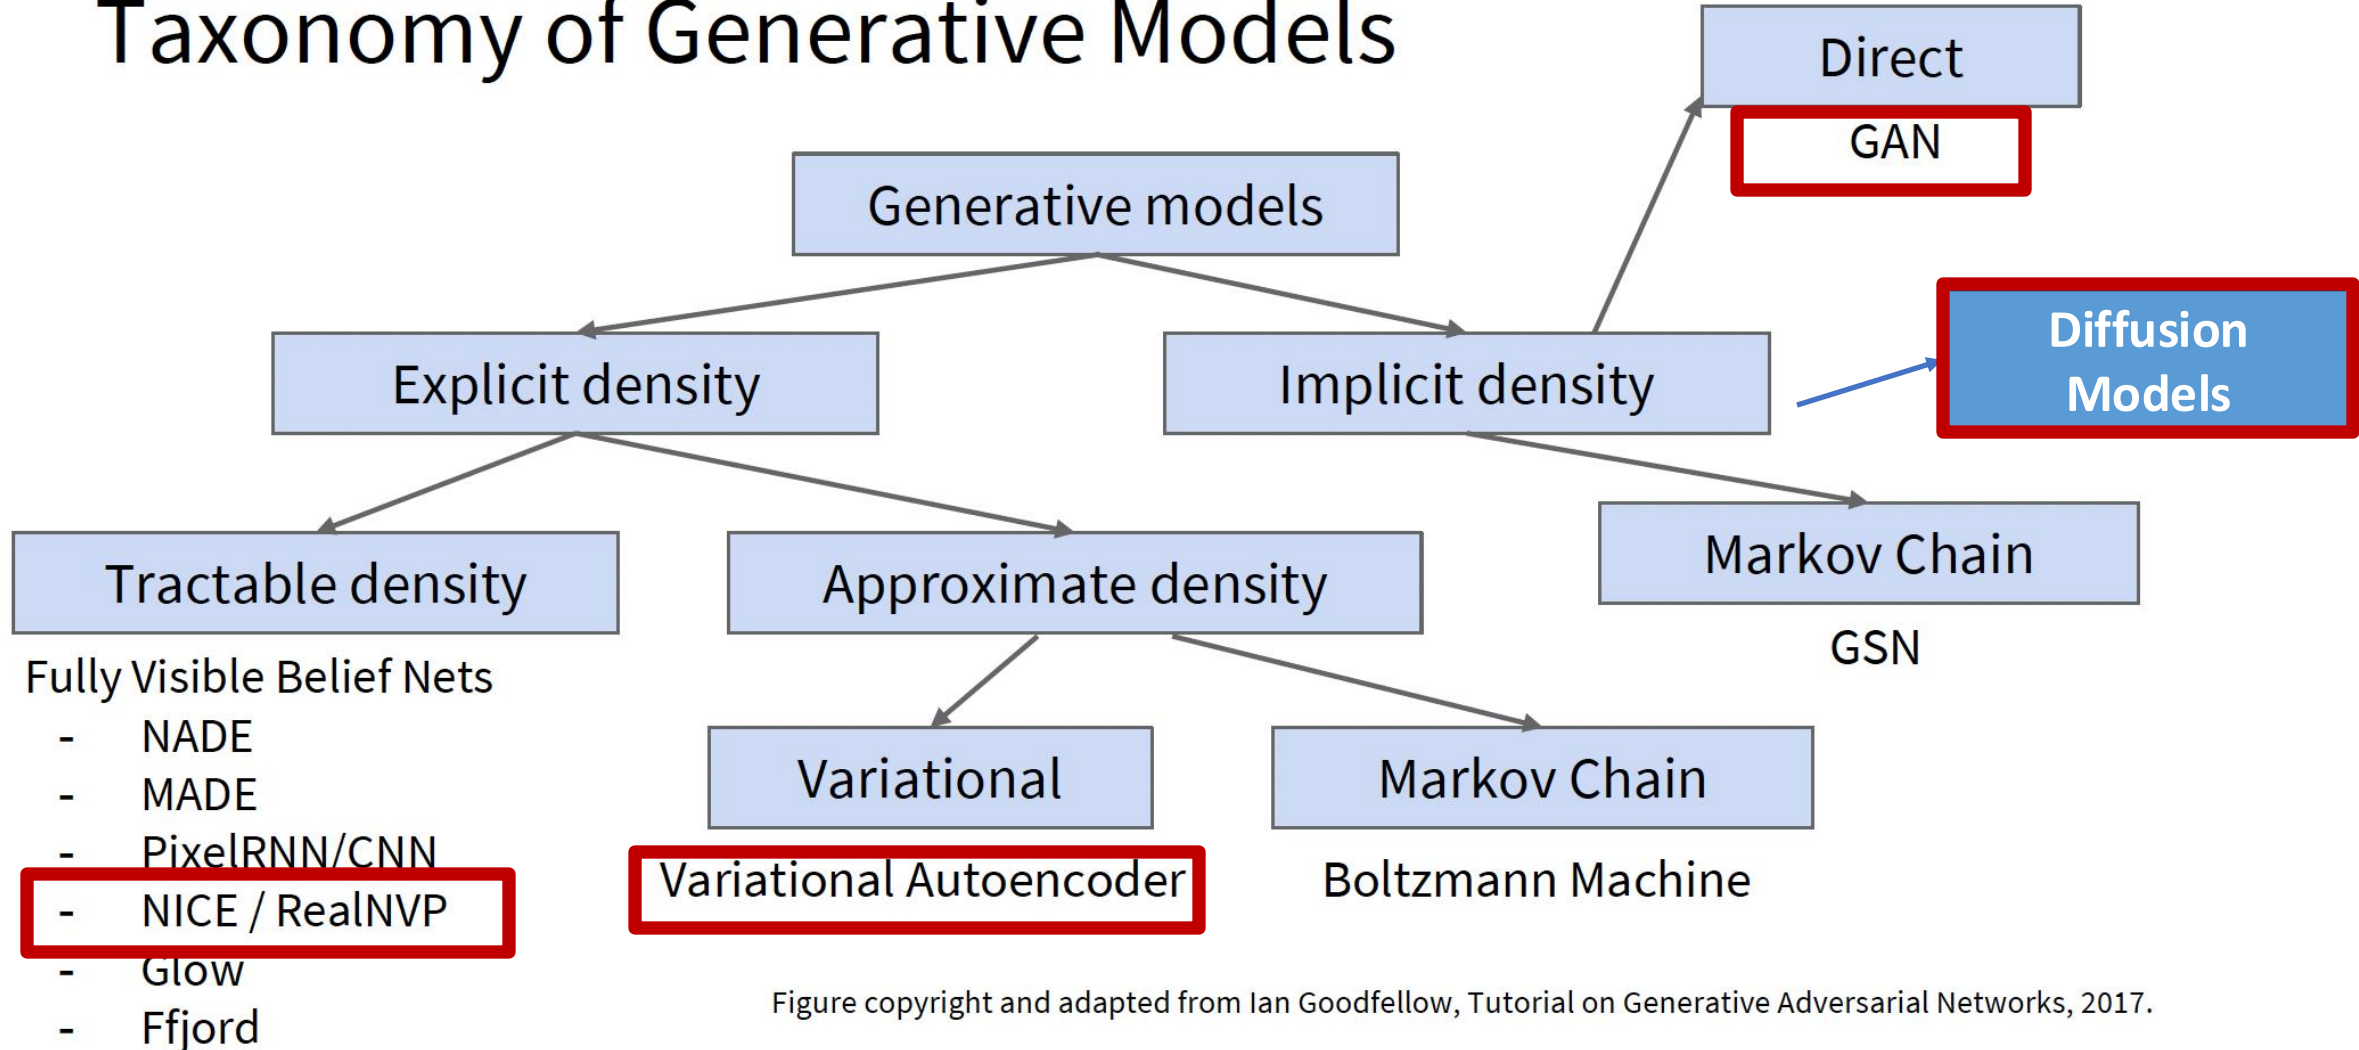 Taxonomy of Generative Models
Direct
GAN
Generative models
Diffusion
Models
Explicit density
Implicit density
Markov Chain
GSN
Tractable density
Approximate density
Fully Visible Belief Nets
- NADE
- MADE
- PixelRNN/CNN
- NICE / RealNVP
- Glow
- Ffjord
Variational
Markov Chain
Variational Autoencoder
Boltzmann Machine
Figure copyright and adapted from Ian Goodfellow, Tutorial on Generative Adversarial Networks, 2017.